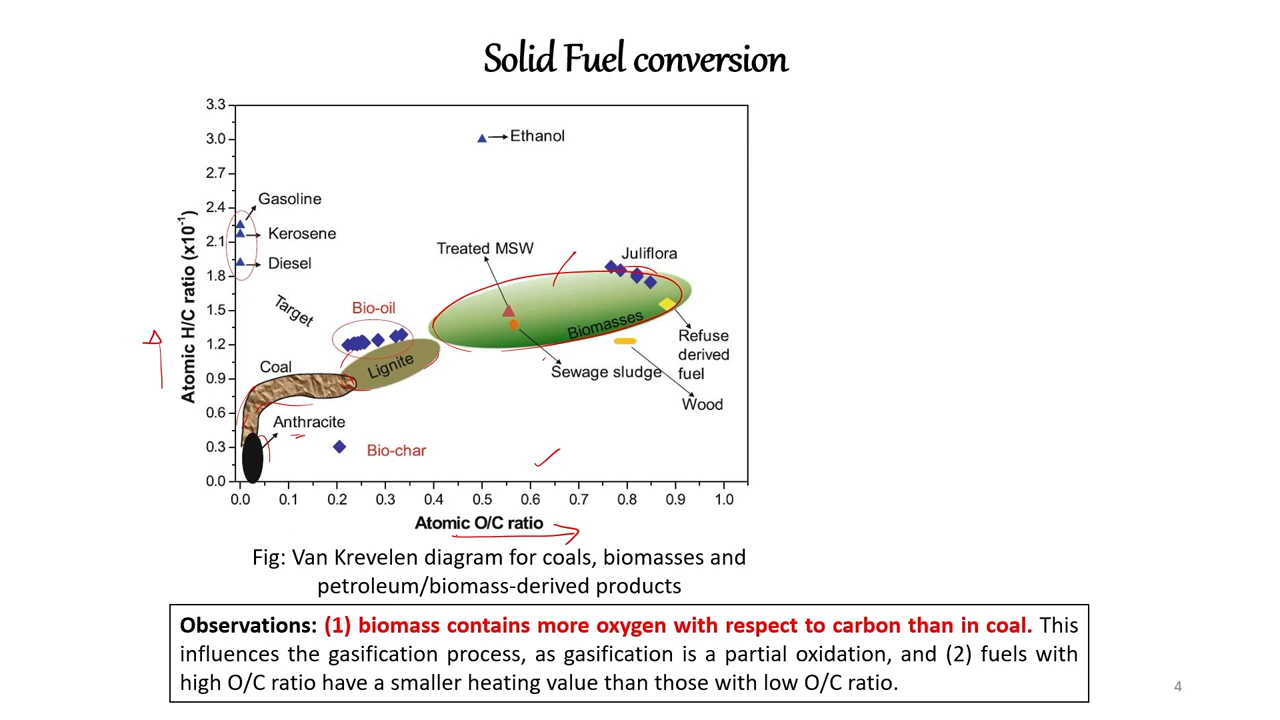 Solid Fuel conversion
3.3
3.0
2.7
2.4
2.1
1.8
1.5
1.2
0.9
0.6
0.3
0.0
Atomic H/C ratio (x10⁻¹)
Ethanol
Gasoline
Kerosene
Diesel
Treated MSW
Juliflora
Target
Bio-oil
Biomasses
Refuse
derived
fuel
Lignite
Coal
Sewage sludge
Wood
Anthracite
Bio-char
0.0 0.1 0.2 0.3 0.4 0.5 0.6 0.7 0.8 0.9 1.0
Atomic O/C ratio
Fig: Van Krevelen diagram for coals, biomasses and
petroleum/biomass-derived products
Observations: (1) biomass contains more oxygen with respect to carbon than in coal. This
influences the gasification process, as gasification is a partial oxidation, and (2) fuels with
high O/C ratio have a smaller heating value than those with low O/C ratio.
4